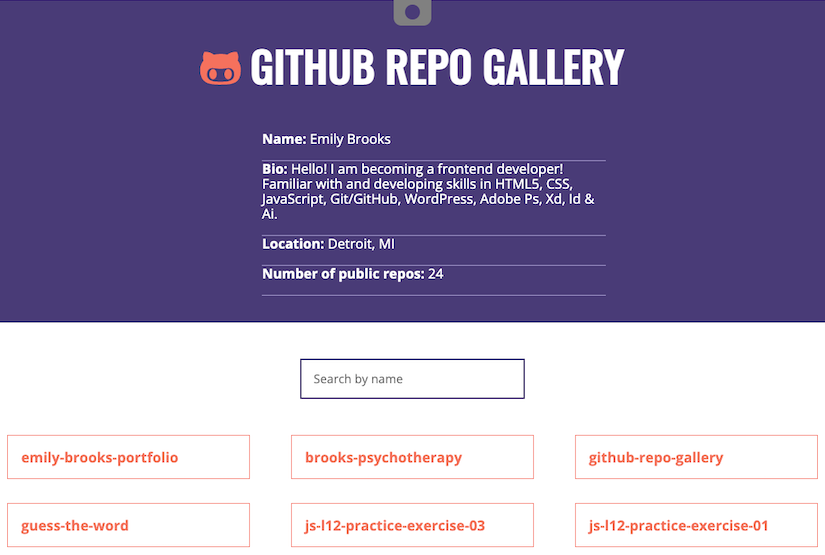 GITHUB REPO GALLERY
Name: Emily Brooks
Bio: Hello! I am becoming a frontend developer!
Familiar with and developing skills in HTML5, CSS,
JavaScript, Git/GitHub, WordPress, Adobe Ps, Xd, Id &
Ai.
Location: Detroit, MI
Number of public repos: 24
Search by name
emily-brooks-portfolio
brooks-psychotherapy
github-repo-gallery
guess-the-word
js-l12-practice-exercise-03
js-l12-practice-exercise-01